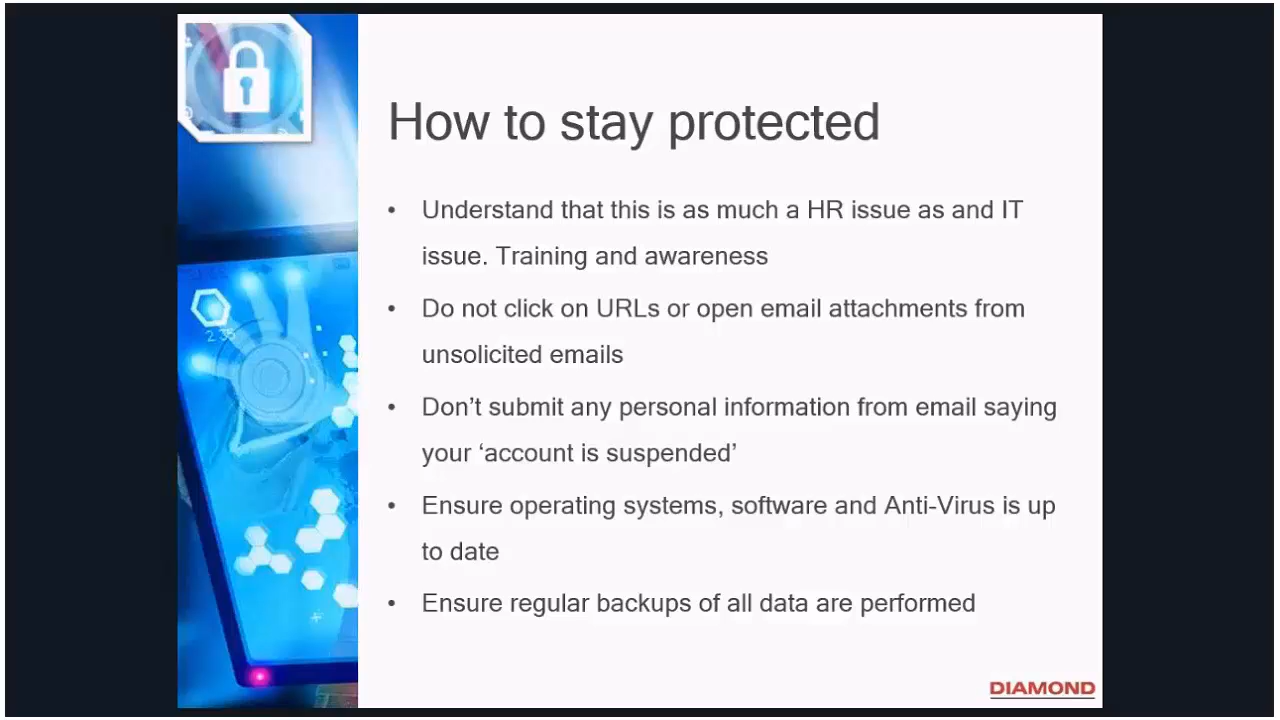 How to stay protected
• Understand that this is as much a HR issue as and IT
issue. Training and awareness
• Do not click on URLs or open email attachments from
unsolicited emails
• Don’t submit any personal information from email saying
your ‘account is suspended’
• Ensure operating systems, software and Anti-Virus is up
to date
• Ensure regular backups of all data are performed
2 35
DIAMOND